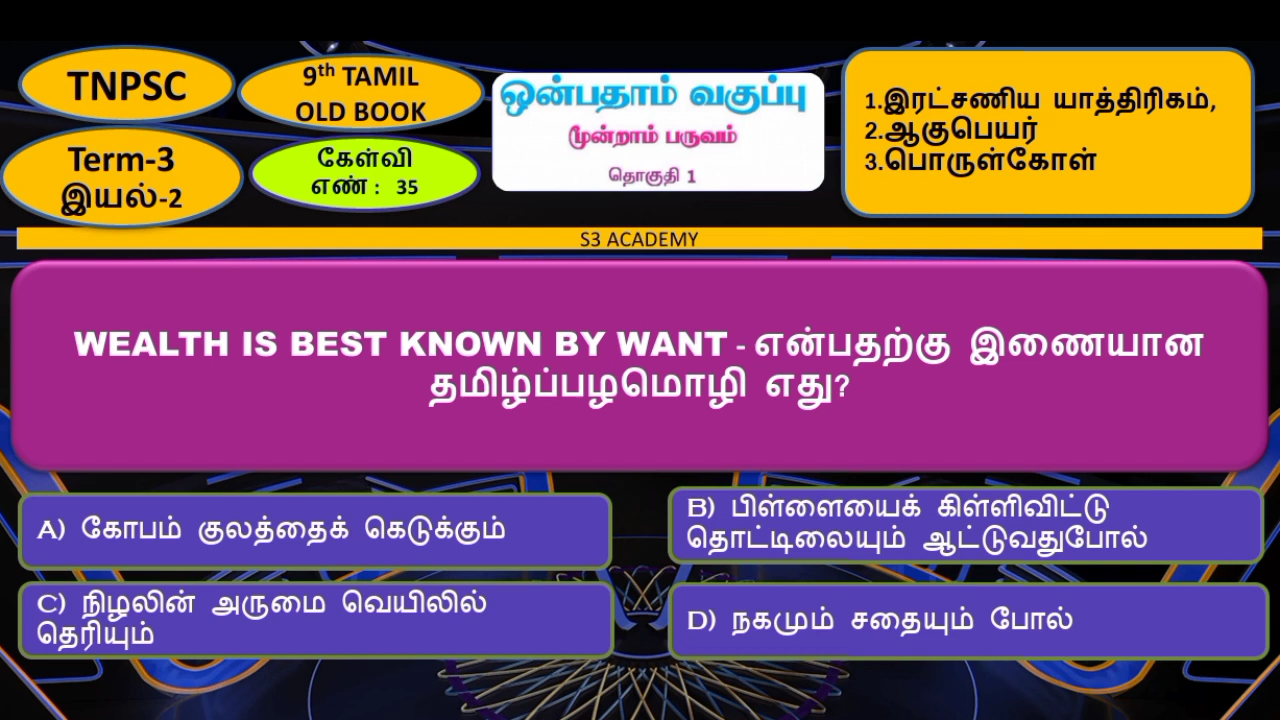 TNPSC
9th TAMIL
OLD BOOK
ஒன்பதாம் வகுப்பு
மூன்றாம் பருவம்
தொகுதி 1
1.இரட்சணிய யாத்திரிகம்,
2.ஆகுபெயர்
3.பொருள்கோள்
Term-3
இயல்-2
கேள்வி
எண் : 35
S3 ACADEMY
WEALTH IS BEST KNOWN BY WANT - என்பதற்கு இணையான
தமிழ்ப்பழமொழி எது?
A) கோபம் குலத்தைக் கெடுக்கும்
B) பிள்ளையைக் கிள்ளிவிட்டு
தொட்டிலையும் ஆட்டுவதுபோல்
C) நிழலின் அருமை வெயிலில்
தெரியும்
D) நகமும் சதையும் போல்